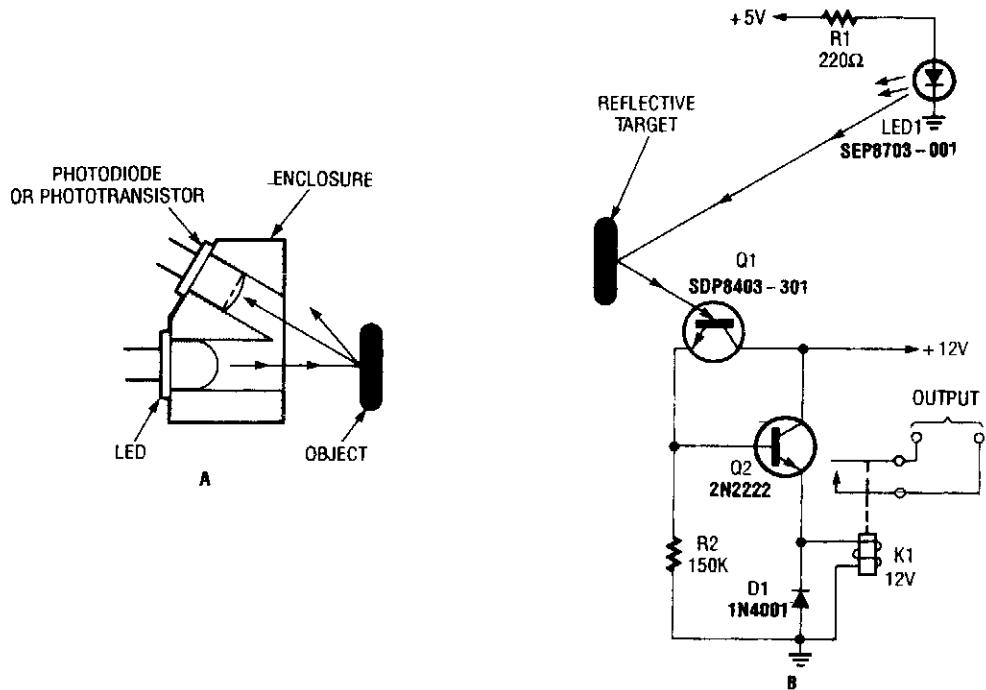 PHOTODIODE
OR PHOTOTRANSISTOR
ENCLOSURE
LED
OBJECT
A
+5V
R1
220Ω
REFLECTIVE
TARGET
LED1
SEP8703-001
Q1
SDP8403-301
+12V
OUTPUT
Q2
2N2222
R2
150K
D1
1N4001
K1
12V
B